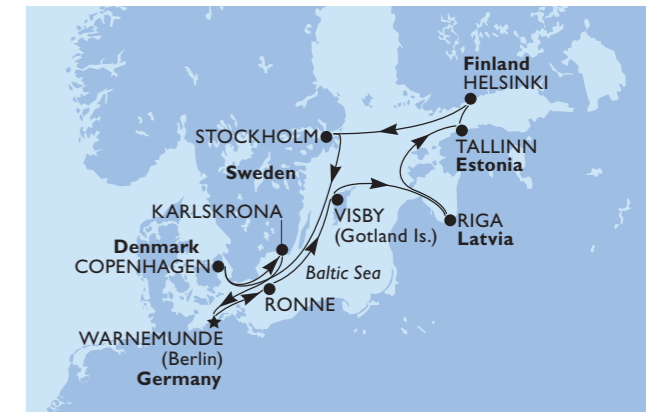 Finland
HELSINKI
STOCKHOLM
TALLINN
Estonia
Sweden
KARLSKRONA
VISBY
(Gotland Is.)
RIGA
Latvia
Denmark
COPENHAGEN
Baltic Sea
RONNE
WARNEMUNDE
(Berlin)
Germany